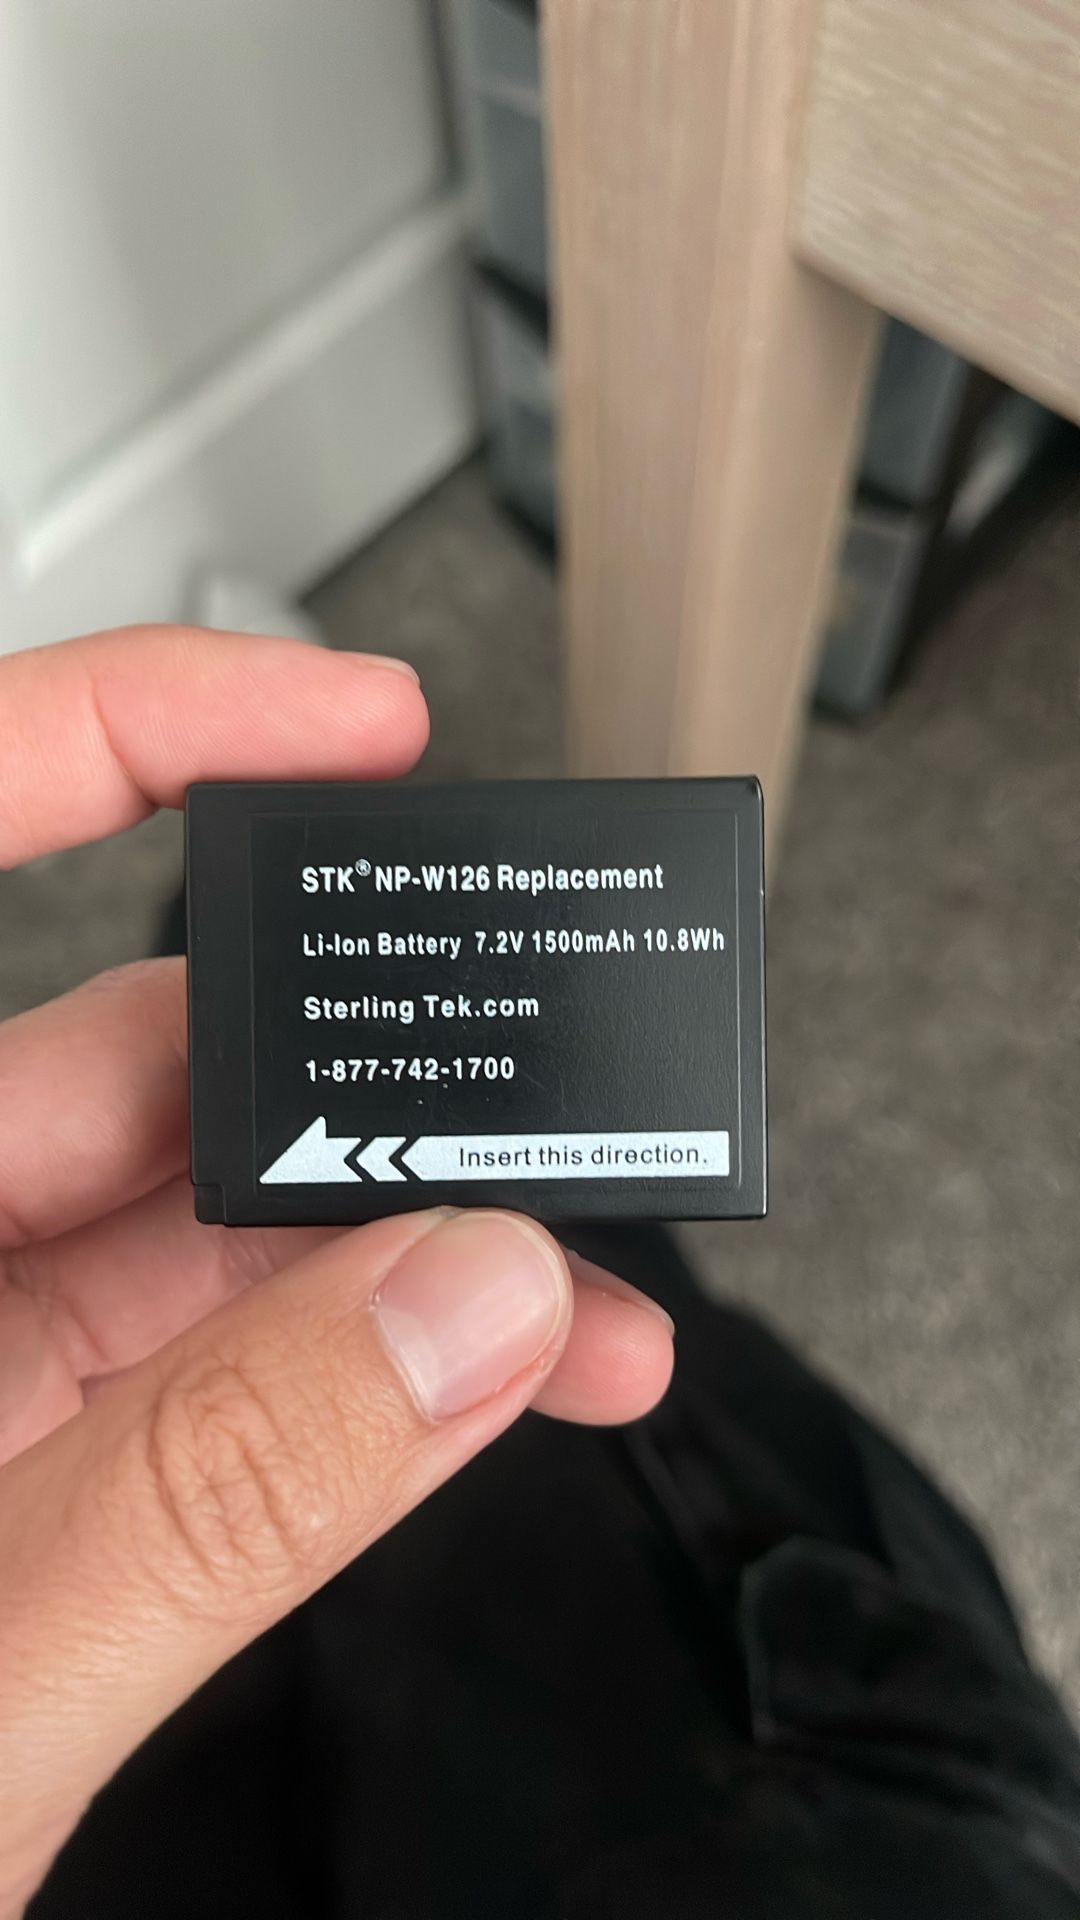 STK® NP-W126 Replacement
Li-Ion Battery 7.2V 1500mAh 10.8Wh
Sterling Tek.com
1-877-742-1700
Insert this direction.